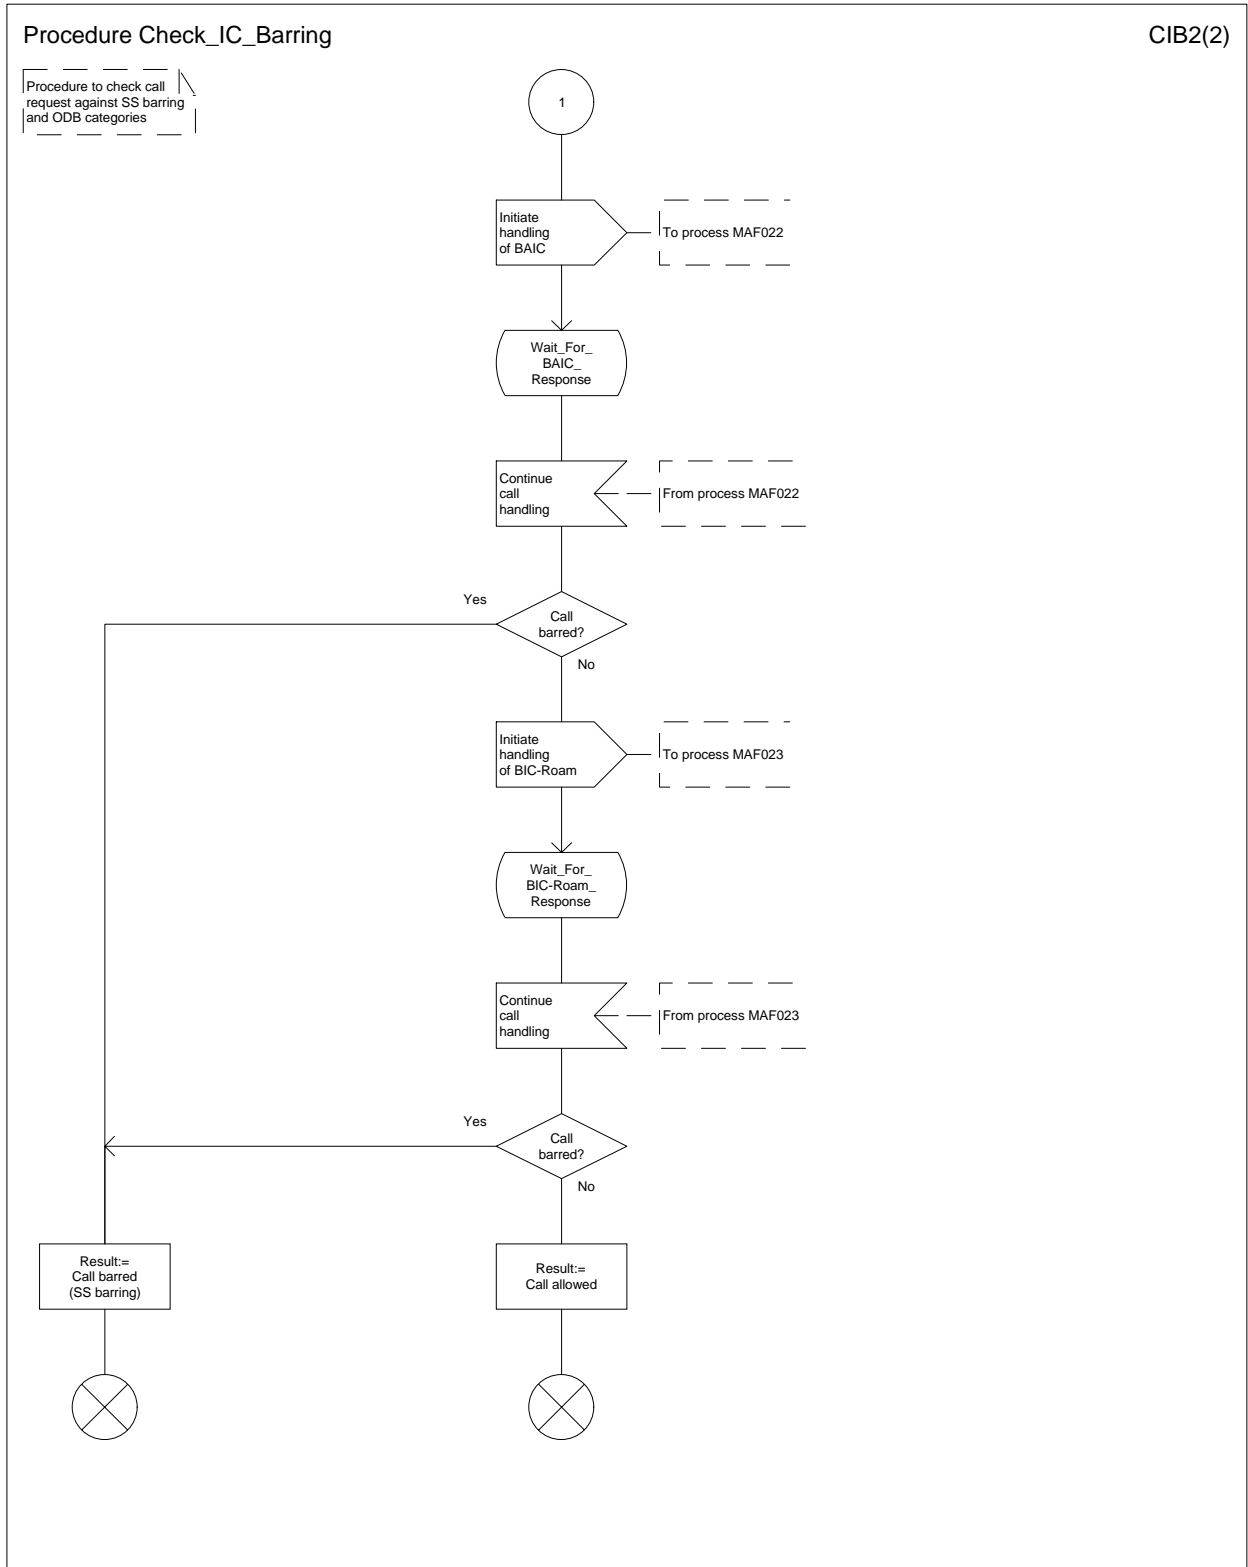 Procedure Check_IC_Barring
CIB2(2)
Procedure to check call
request against SS barring
and ODB categories
1
Initiate
handling
of BAIC
To process MAF022
Wait_For_
BAIC_
Response
Continue
call
handling
From process MAF022
Yes
Call
barred?
No
Initiate
handling
of BIC-Roam
To process MAF023
Wait_For_
BIC-Roam_
Response
Continue
call
handling
From process MAF023
Yes
Call
barred?
No
Result:=
Call barred
(SS barring)
Result:=
Call allowed